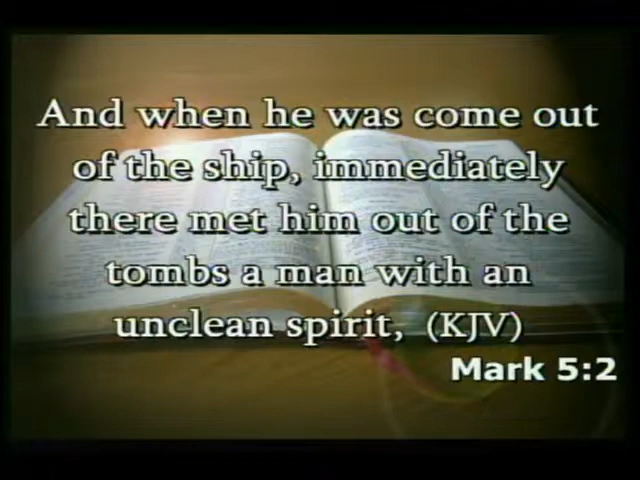 And when he was come out
of the ship, immediately
there met him out of the
tombs a man with an
unclean spirit, (KJV)
Mark 5:2